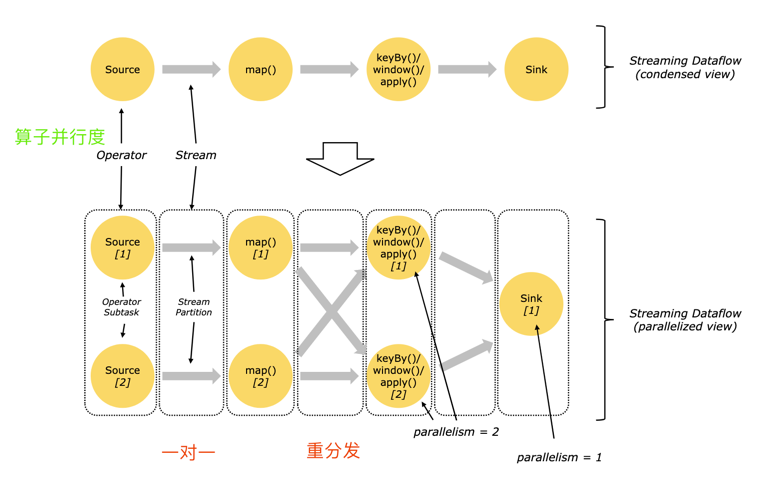 Source
map()
keyBy()/
window()/
apply()
Sink
Streaming Dataflow
(condensed view)
算子并行度
Operator
Stream
Source
[1]
map()
[1]
keyBy()/
window()/
apply()
[1]
Operator
Subtask
Stream
Partition
Sink
[1]
Streaming Dataflow
(parallelized view)
Source
[2]
map()
[2]
keyBy()/
window()/
apply()
[2]
parallelism = 2
一对一
重分发
parallelism = 1